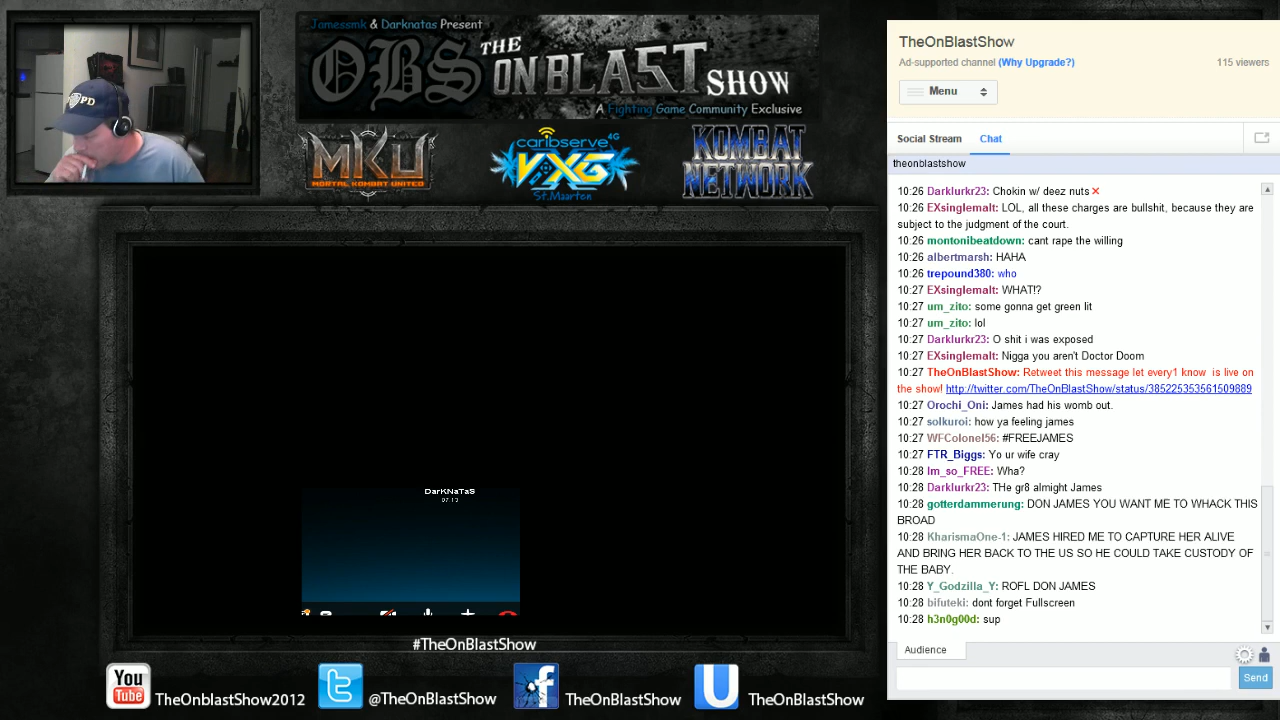 Jamessmk & Darknatas Present
OBS THE ON BLAST SHOW
A Fighting Game Community Exclusive
MKU
MORTAL KOMBAT UNITED
caribserve 4G
VXG
St.Maarten
KOMBAT
NETWORK
PD
DarKNaTaS
#TheOnBlastShow
You
Tube
TheOnblastShow2012
@TheOnBlastShow
TheOnBlastShow
U
TheOnBlastShow
TheOnBlastShow
Ad-supported channel (Why Upgrade?)
115 viewers
Menu
Social Stream
Chat
theonblastshow
10:26 Darklurkr23: Chokin w/ deez nuts
10:26 EXsinglemalt: LOL, all these charges are bullshit, because they are
subject to the judgment of the court.
10:26 montonibeatdown: cant rape the willing
10:26 albertmarsh: HAHA
10:26 trepound380: who
10:27 EXsinglemalt: WHAT!?
10:27 um_zito: some gonna get green lit
10:27 um_zito: lol
10:27 Darklurkr23: O shit i was exposed
10:27 EXsinglemalt: Nigga you aren't Doctor Doom
10:27 TheOnBlastShow: Retweet this message let every1 know is live on
the show! http://twitter.com/TheOnBlastShow/status/385225353561509889
10:27 Orochi_Oni: James had his womb out.
10:27 solkuroi: how ya feeling james
10:27 WFColonel56: #FREEJAMES
10:27 FTR_Biggs: Yo ur wife cray
10:28 Im_so_FREE: Wha?
10:28 Darklurkr23: THe gr8 almight James
10:28 gotterdammerung: DON JAMES YOU WANT ME TO WHACK THIS
BROAD
10:28 KharismaOne-1: JAMES HIRED ME TO CAPTURE HER ALIVE
AND BRING HER BACK TO THE US SO HE COULD TAKE CUSTODY OF
THE BABY.
10:28 Y_Godzilla_Y: ROFL DON JAMES
10:28 bifuteki: dont forget Fullscreen
10:28 h3n0g00d: sup
Audience
Send